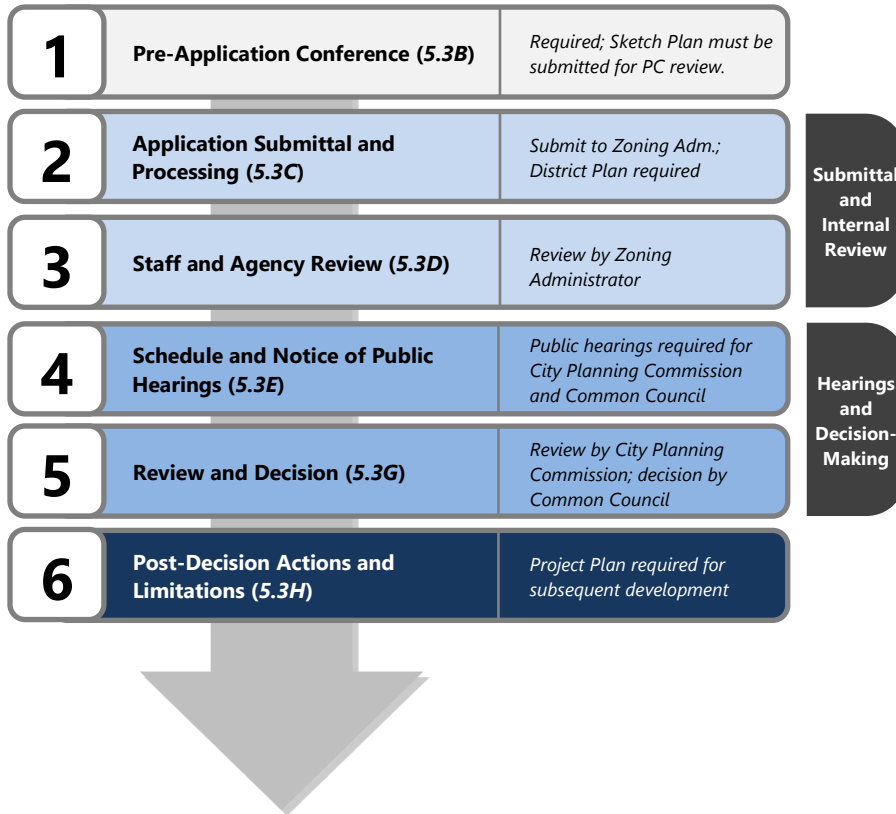 1
Pre-Application Conference (5.3B)
Required; Sketch Plan must be
submitted for PC review.
2
Application Submittal and
Processing (5.3C)
Submit to Zoning Adm.;
District Plan required
3
Staff and Agency Review (5.3D)
Review by Zoning
Administrator
Submittal
and
Internal
Review
4
Schedule and Notice of Public
Hearings (5.3E)
Public hearings required for
City Planning Commission
and Common Council
5
Review and Decision (5.3G)
Review by City Planning
Commission; decision by
Common Council
Hearings
and
Decision-
Making
6
Post-Decision Actions and
Limitations (5.3H)
Project Plan required for
subsequent development